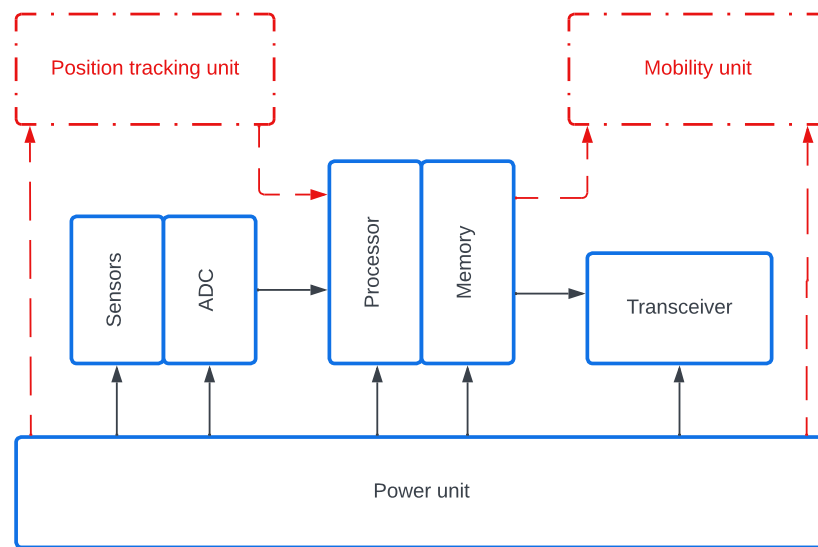 Position tracking unit
Mobility unit
Sensors
ADC
Processor
Memory
Transceiver
Power unit